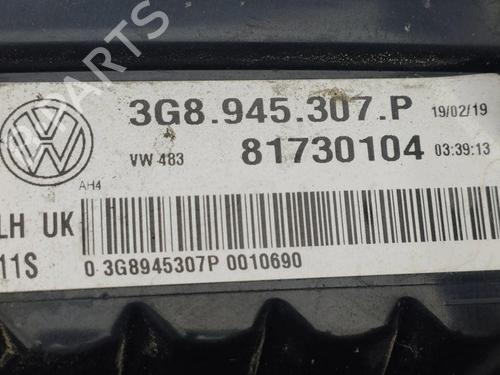 PARTS
3G8.945.307.P 19/02/19
VW 483 81730104 03:39:13
AH4
LH UK
11S 0 3G8945307P 0010690